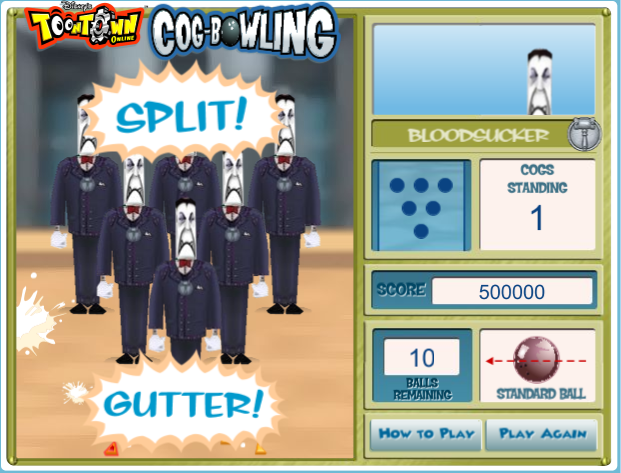 Disney's
TOONTOWN
ONLINE
COG-BOWLING
SPLIT!
GUTTER!
BLOODSUCKER
COGS
STANDING
1
SCORE
500000
10
BALLS
REMAINING
STANDARD BALL
HOW TO PLAY
PLAY AGAIN